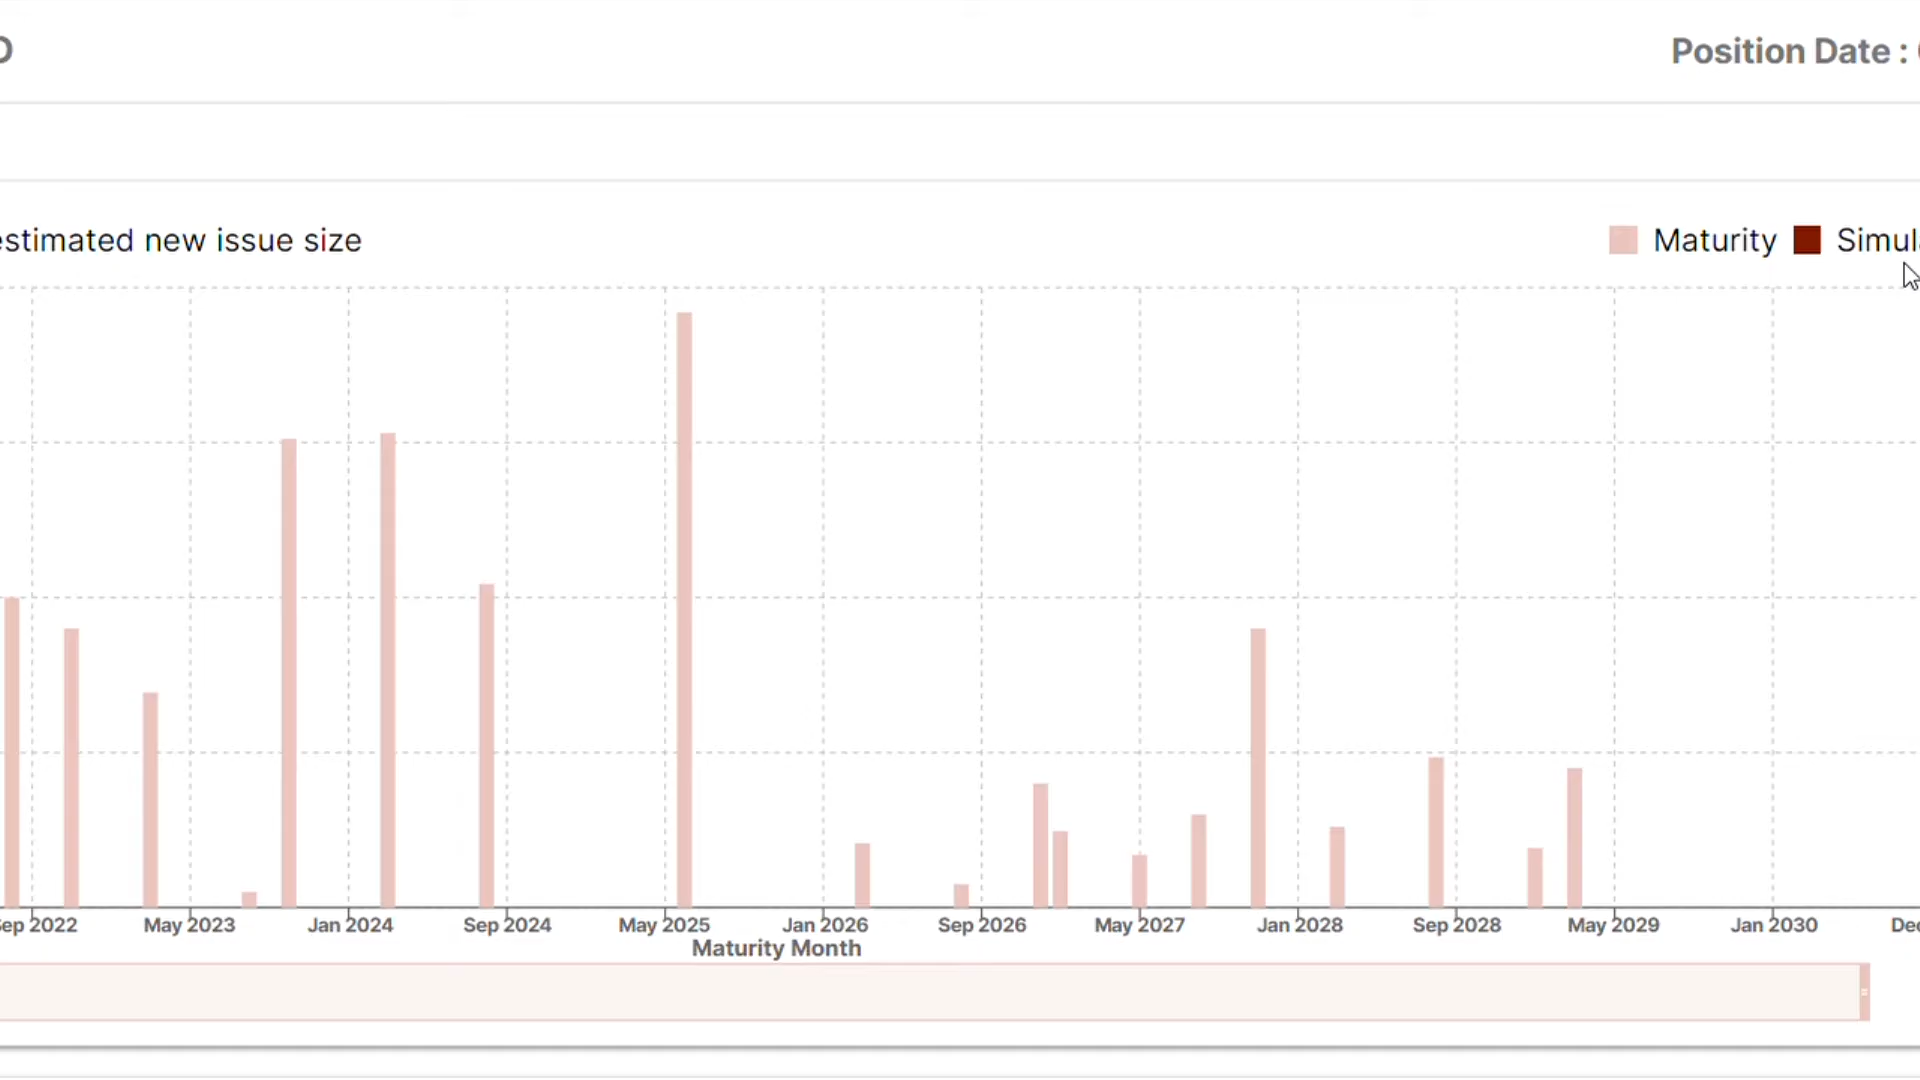 Position Date :
estimated new issue size
Maturity
Sep 2022
May 2023
Jan 2024
Sep 2024
May 2025
Jan 2026
Sep 2026
May 2027
Jan 2028
Sep 2028
May 2029
Jan 2030
Maturity Month